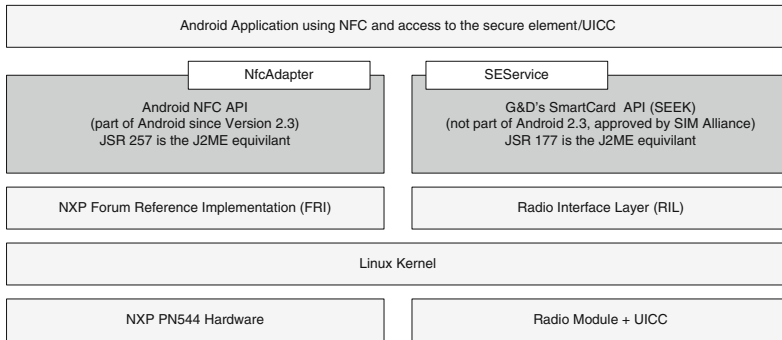 Android Application using NFC and access to the secure element/UICC
NfcAdapter
Android NFC API
(part of Android since Version 2.3)
JSR 257 is the J2ME equivilant
SEService
G&D's SmartCard API (SEEK)
(not part of Android 2.3, approved by SIM Alliance)
JSR 177 is the J2ME equivilant
NXP Forum Reference Implementation (FRI)
Radio Interface Layer (RIL)
Linux Kernel
NXP PN544 Hardware
Radio Module + UICC